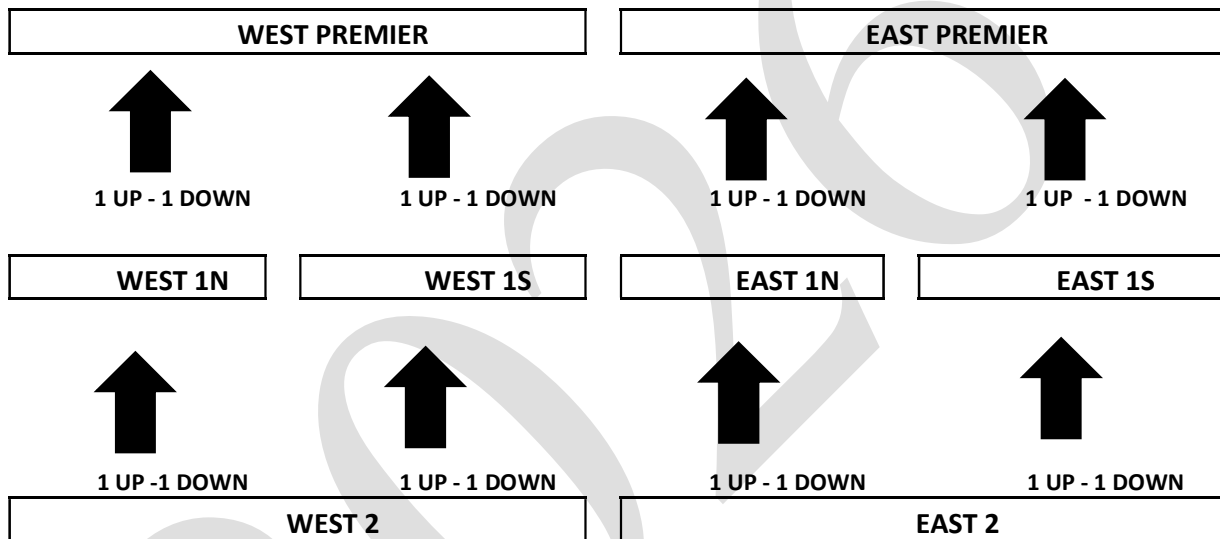 WEST PREMIER EAST PREMIER
1 UP - 1 DOWN 1 UP - 1 DOWN 1 UP - 1 DOWN 1 UP - 1 DOWN
WEST 1N WEST 1S EAST 1N EAST 1S
1 UP -1 DOWN 1 UP - 1 DOWN 1 UP - 1 DOWN 1 UP - 1 DOWN
WEST 2 EAST 2